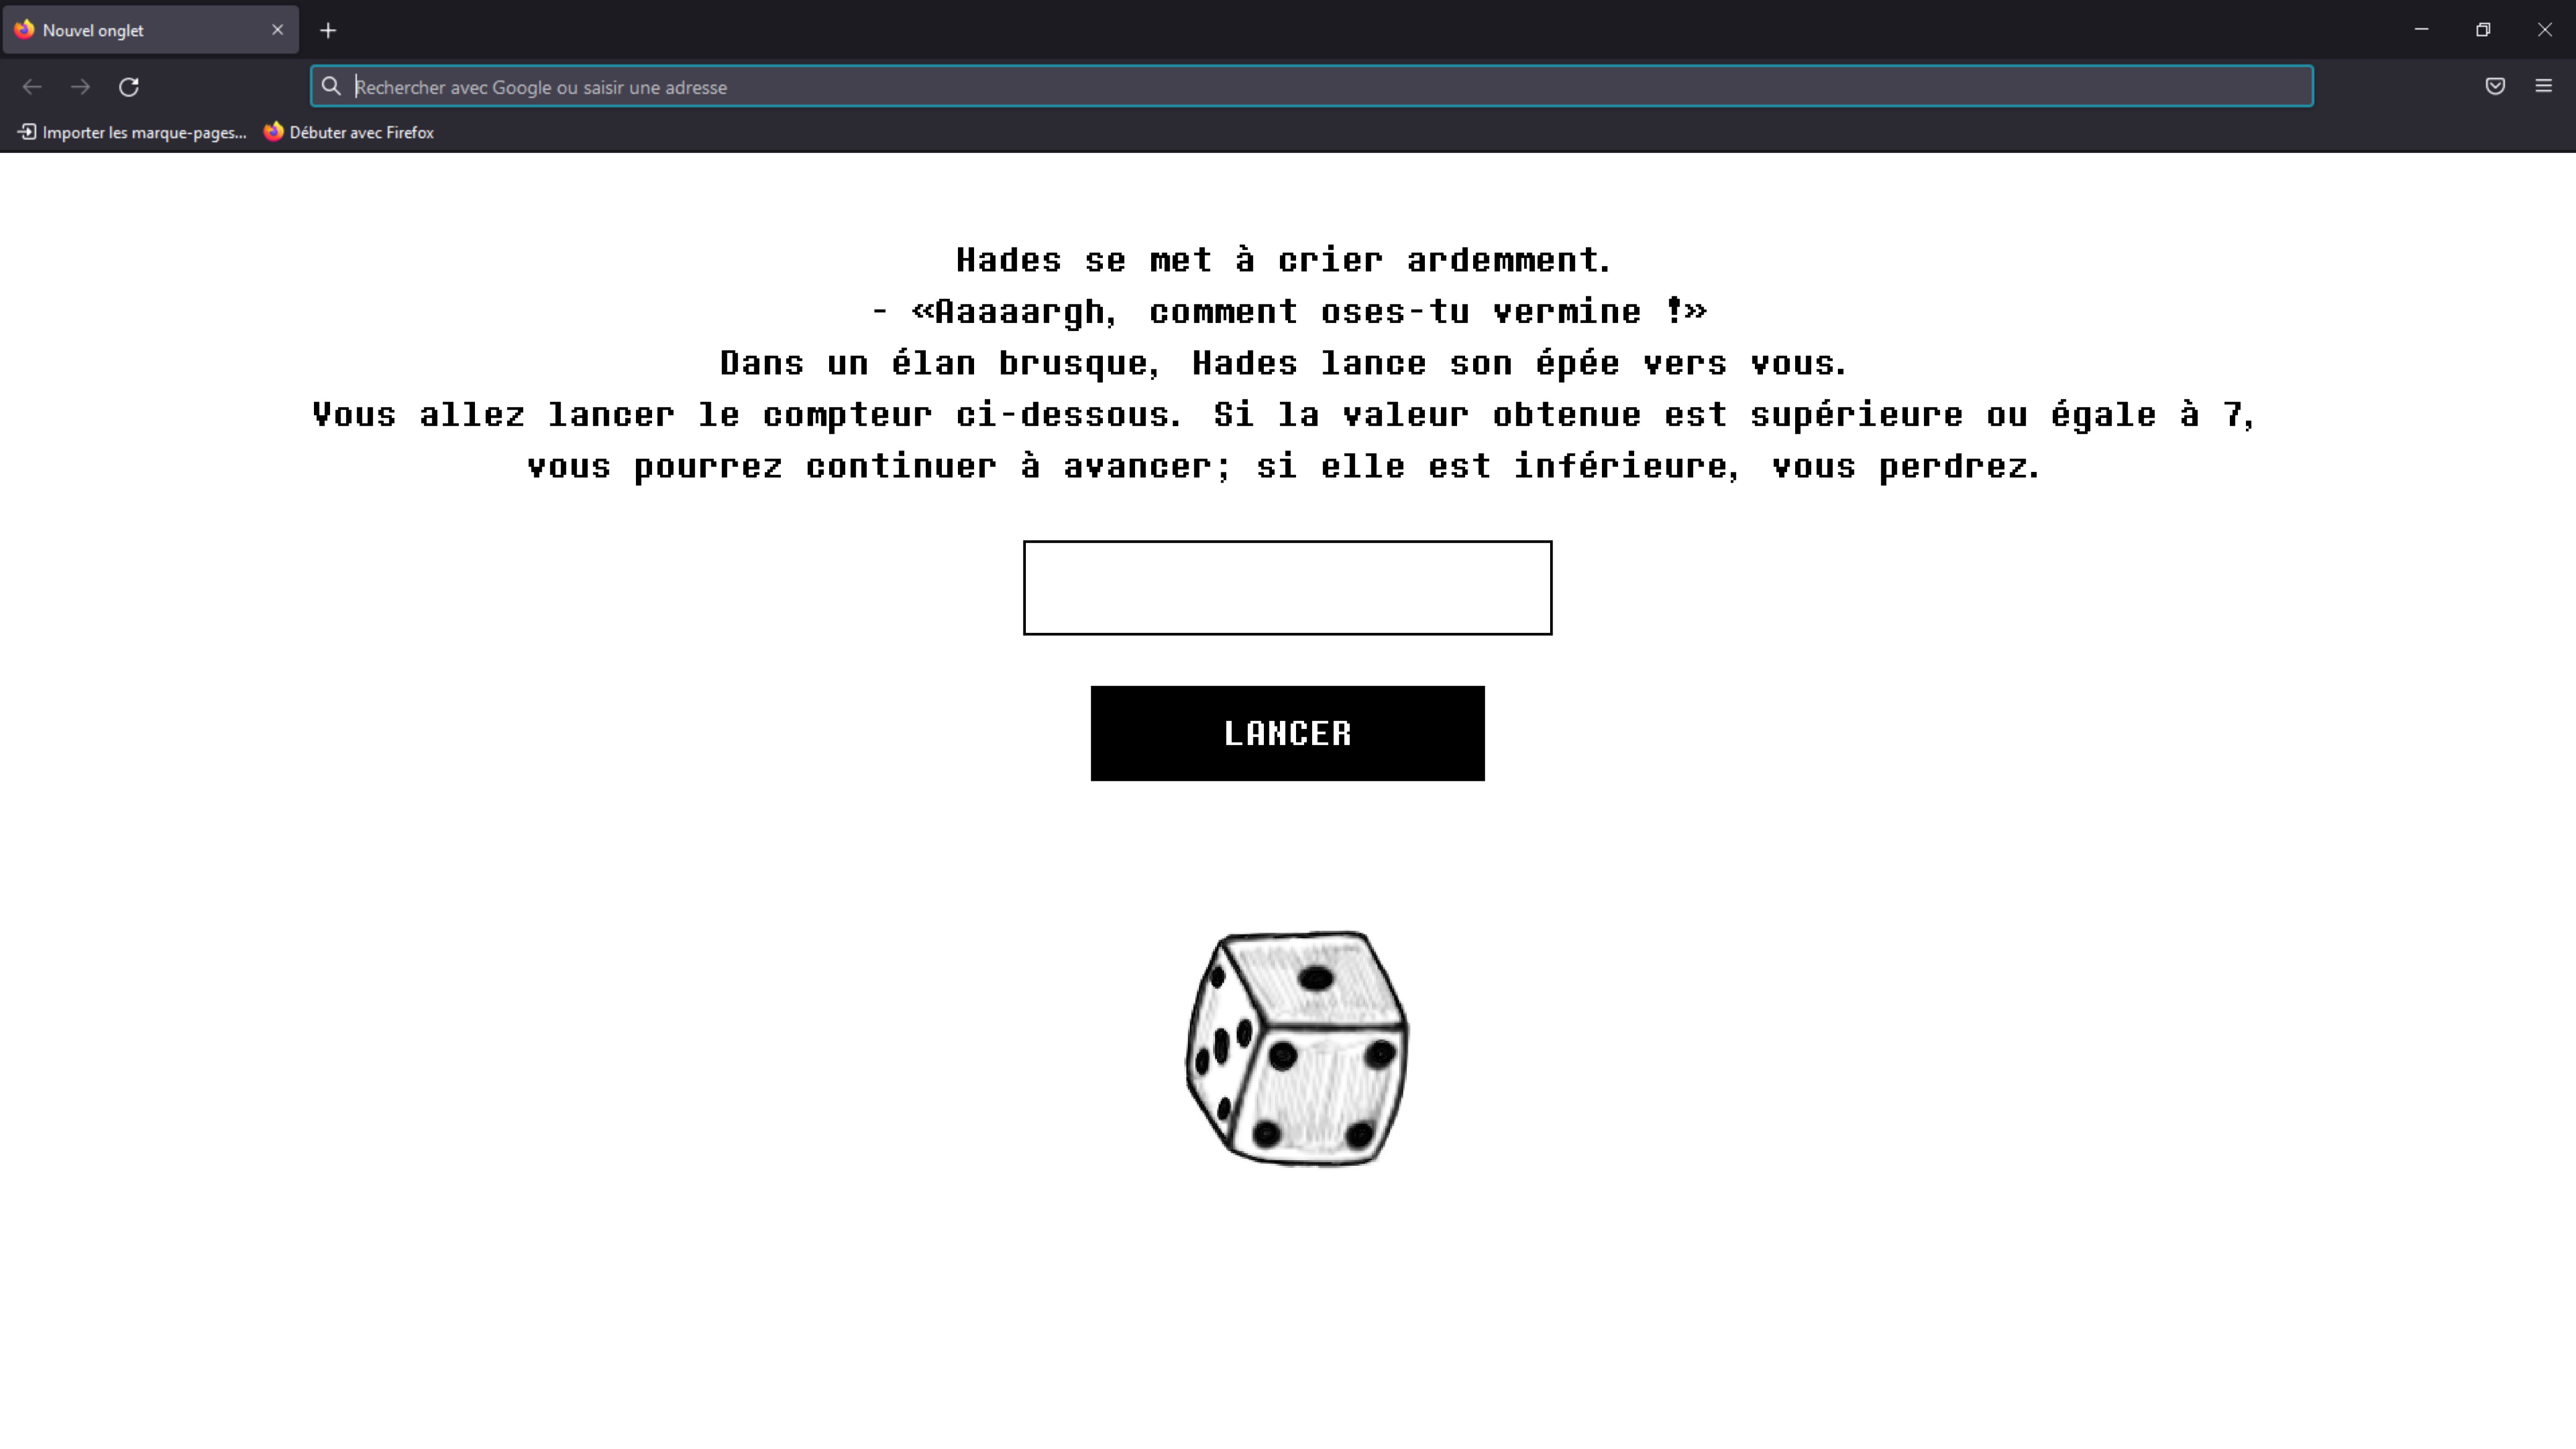 Nouvel onglet
Rechercher avec Google ou saisir une adresse
Importer les marque-pages... Débuter avec Firefox
Hades se met à crier ardemment.
- «Aaaaargh, comment oses-tu vermine !»
Dans un élan brusque, Hades lance son épée vers vous.
Vous allez lancer le compteur ci-dessous. Si la valeur obtenue est supérieure ou égale à 7,
vous pourrez continuer à avancer; si elle est inférieure, vous perdrez.
LANCER